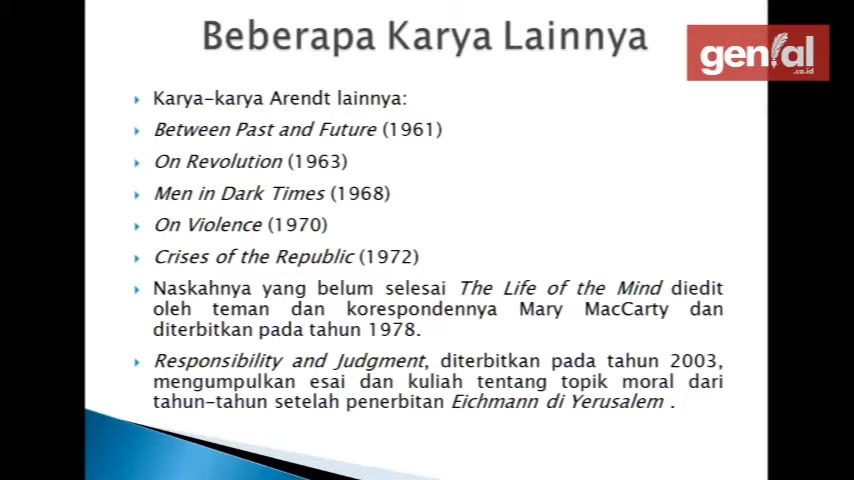 Beberapa Karya Lainnya
genial
.co.id
Karya-karya Arendt lainnya:
Between Past and Future (1961)
On Revolution (1963)
Men in Dark Times (1968)
On Violence (1970)
Crises of the Republic (1972)
Naskahnya yang belum selesai The Life of the Mind diedit
oleh teman dan korespondennya Mary MacCarty dan
diterbitkan pada tahun 1978.
Responsibility and Judgment, diterbitkan pada tahun 2003,
mengumpulkan esai dan kuliah tentang topik moral dari
tahun-tahun setelah penerbitan Eichmann di Yerusalem .